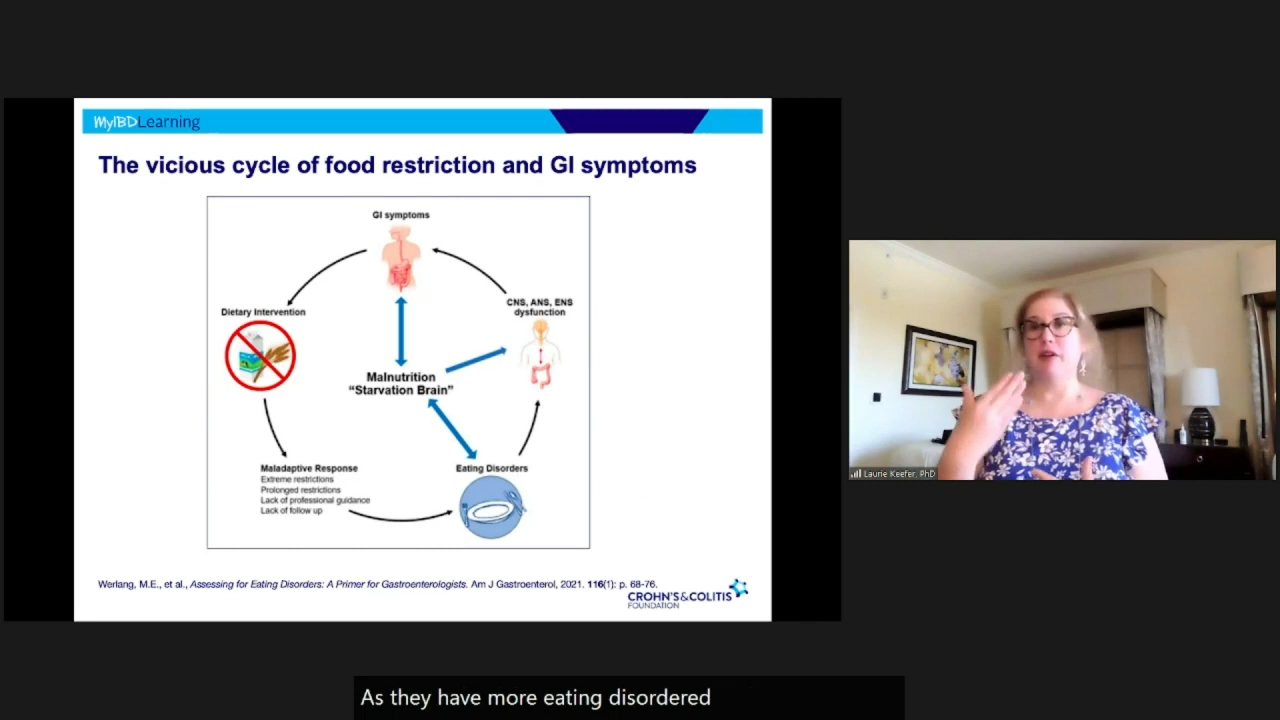 MyIBDLearning
The vicious cycle of food restriction and GI symptoms
GI symptoms
CNS, ANS, ENS
dysfunction
Dietary Intervention
Malnutrition
"Starvation Brain"
Maladaptive Response
Extreme restrictions
Prolonged restrictions
Lack of professional guidance
Lack of follow up
Eating Disorders
Werlang, M.E., et al., Assessing for Eating Disorders: A Primer for Gastroenterologists. Am J Gastroenterol, 2021. 116(1): p. 68-76.
CROHN'S&COLITIS
FOUNDATION
Laurie Keefer, PhD
As they have more eating disordered